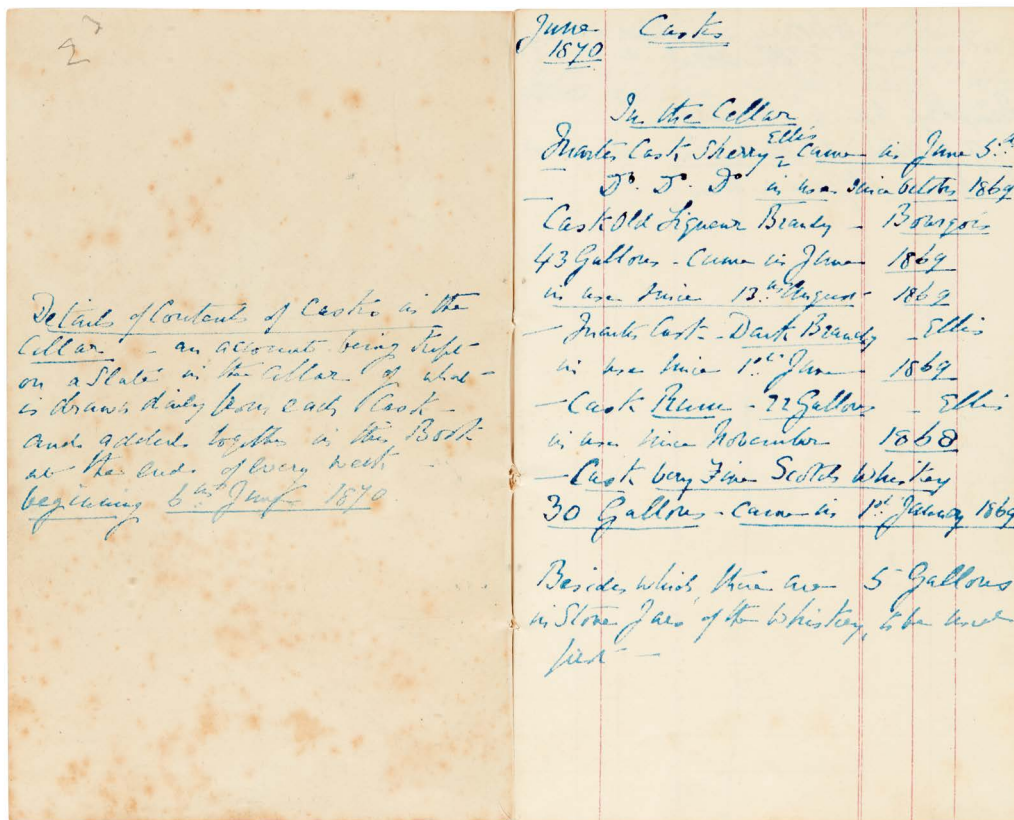 27
Details of Contents of Casks in the
Cellar – an account being kept
on a Slate in the Cellar of what
is drawn daily from each Cask –
and added together in this Book
at the end of every week –
beginning 6th June 1870
June Casks
1870
In the Cellar
Quarter Cask Sherry – Ellis Came in June 5th
– Do. Do. Do in use since 1869
Cask Old Liqueur Brandy – Bourgois
43 Gallons – Came in June 1869
in use since 13th August 1869
– Quarter Cask – Dark Brandy – Ellis
in use since 1st June 1869
– Cask Rum – 22 Gallons – Ellis
in use since November 1868
– Cask very Fine Scotch Whiskey
30 Gallons – Came in 1st January 1869
Besides which there are 5 Gallons
in Stone Jars of the Whiskey, to be used
first –